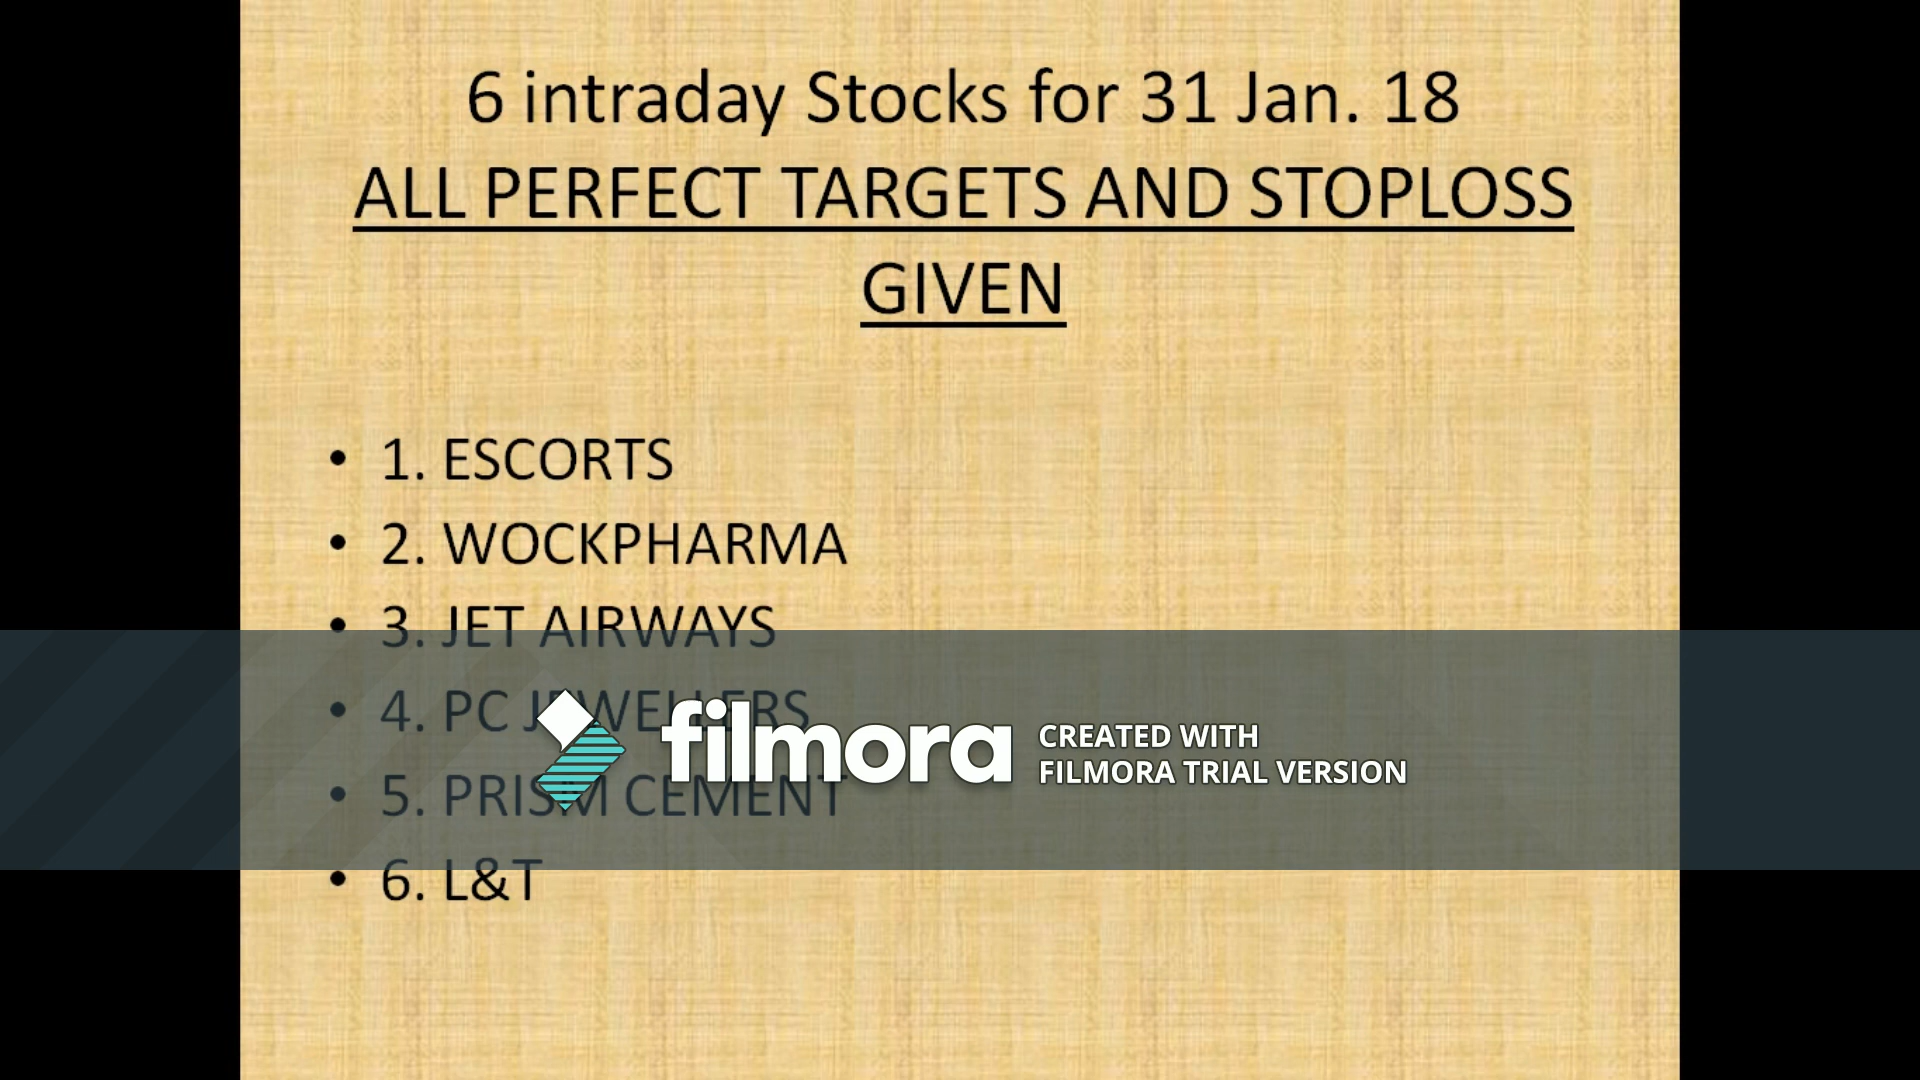 6 intraday Stocks for 31 Jan. 18
ALL PERFECT TARGETS AND STOPLOSS
GIVEN
• 1. ESCORTS
• 2. WOCKPHARMA
• 3. JET AIRWAYS
• 4. PC JEWELLERS
• 5. PRISM CEMENT
• 6. L&T
filmora
CREATED WITH
FILMORA TRIAL VERSION